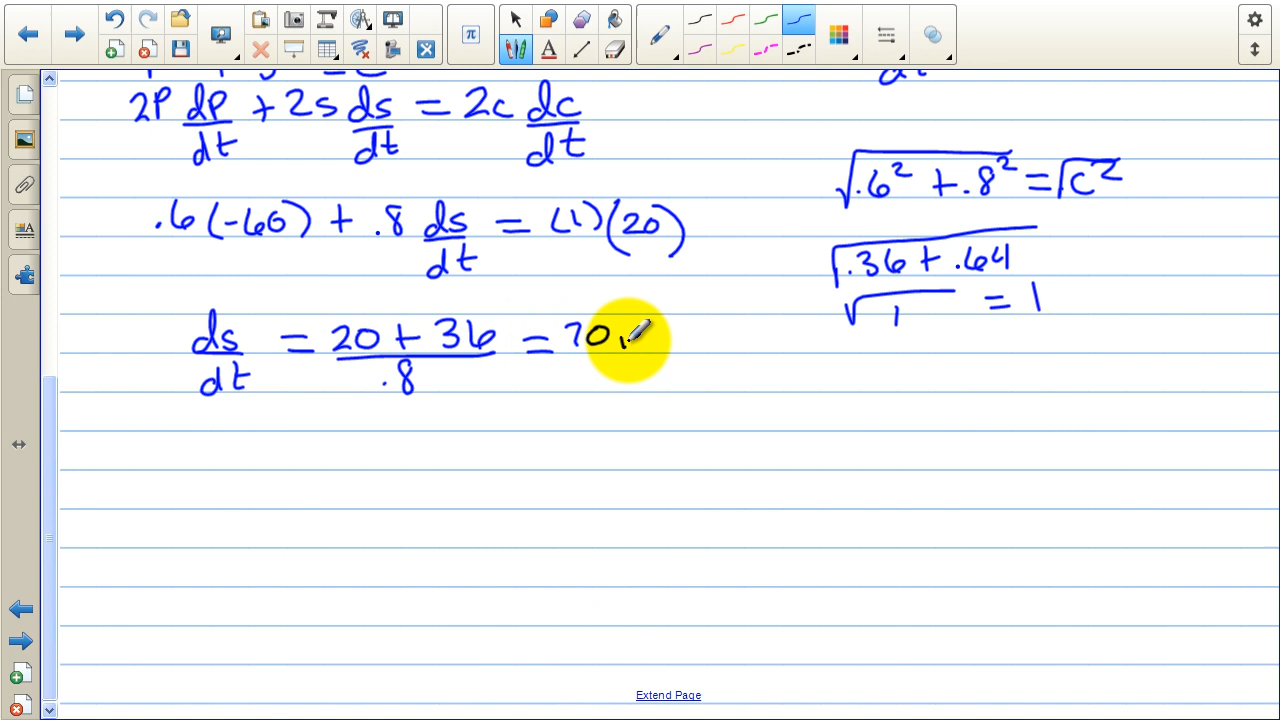 2P dP/dt + 2s ds/dt = 2c dc/dt
√.6² + .8² = √c²
.6(-60) + .8 ds/dt = (1)(20)
√.36 + .64
√1 = 1
ds/dt = 20 + 36/.8 = 70
Extend Page